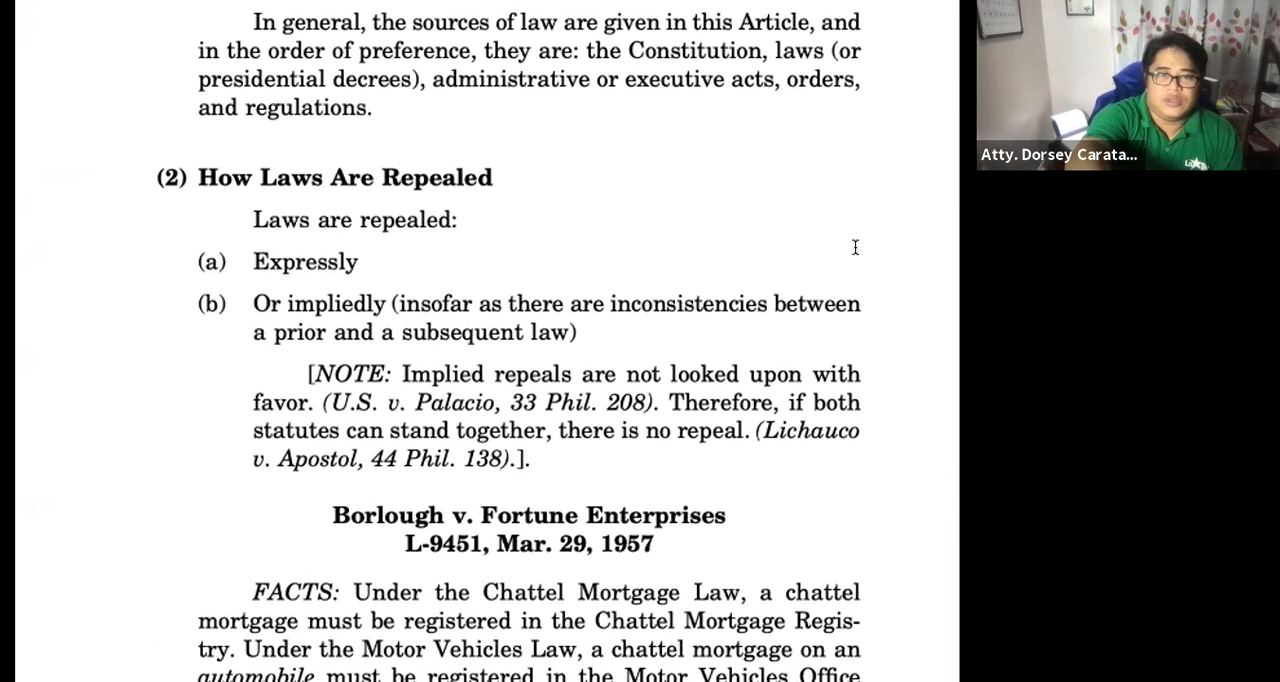 In general, the sources of law are given in this Article, and
in the order of preference, they are: the Constitution, laws (or
presidential decrees), administrative or executive acts, orders,
and regulations.
(2) How Laws Are Repealed
Laws are repealed:
(a) Expressly
(b) Or impliedly (insofar as there are inconsistencies between
a prior and a subsequent law)
[NOTE: Implied repeals are not looked upon with
favor. (U.S. v. Palacio, 33 Phil. 208). Therefore, if both
statutes can stand together, there is no repeal. (Lichauco
v. Apostol, 44 Phil. 138).].
Borlough v. Fortune Enterprises
L-9451, Mar. 29, 1957
FACTS: Under the Chattel Mortgage Law, a chattel
mortgage must be registered in the Chattel Mortgage Regis-
try. Under the Motor Vehicles Law, a chattel mortgage on an
automobile must be registered in the Motor Vehicles Office
Atty. Dorsey Carata...